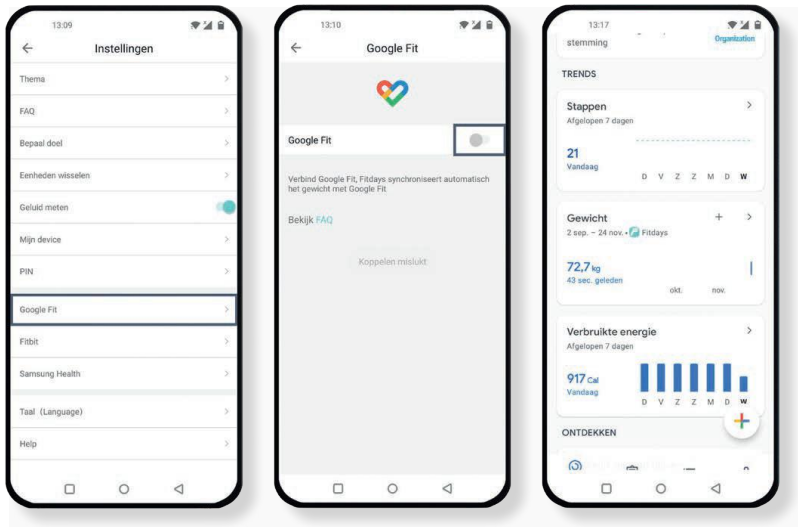 13:09
Instellingen
Thema
FAQ
Bepaal doel
Eenheden wisselen
Geluid meten
Mijn device
PIN
Google Fit
Fitbit
Samsung Health
Taal (Language)
Help
13:10
Google Fit
Google Fit
Verbind Google Fit, Fitdays synchroniseert automatisch
het gewicht met Google Fit
Bekijk FAQ
Koppelen mislukt
13:17
stemming
Organization
TRENDS
Stappen
Afgelopen 7 dagen
21
Vandaag
D V Z Z M D W
Gewicht
2 sep. – 24 nov. • Fitdays
72,7 kg
43 sec. geleden
okt. nov.
Verbruikte energie
Afgelopen 7 dagen
917 Cal
Vandaag
D V Z Z M D W
ONTDEKKEN